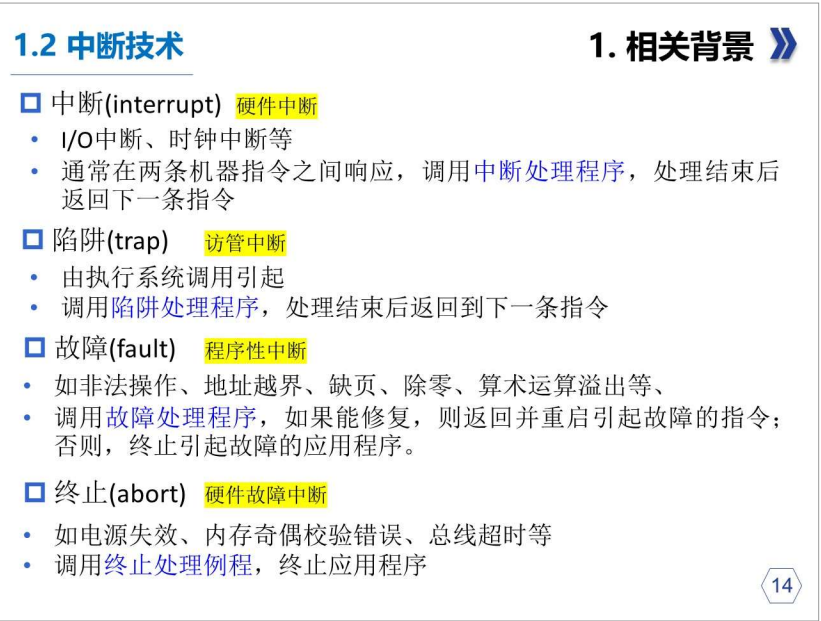 1.2 中断技术
1. 相关背景
中断(interrupt) 硬件中断
• I/O中断、时钟中断等
• 通常在两条机器指令之间响应，调用中断处理程序，处理结束后
返回下一条指令
陷阱(trap) 访管中断
• 由执行系统调用引起
• 调用陷阱处理程序，处理结束后返回到下一条指令
故障(fault) 程序性中断
• 如非法操作、地址越界、缺页、除零、算术运算溢出等、
• 调用故障处理程序，如果能修复，则返回并重启引起故障的指令；
否则，终止引起故障的应用程序。
终止(abort) 硬件故障中断
• 如电源失效、内存奇偶校验错误、总线超时等
• 调用终止处理例程，终止应用程序
14